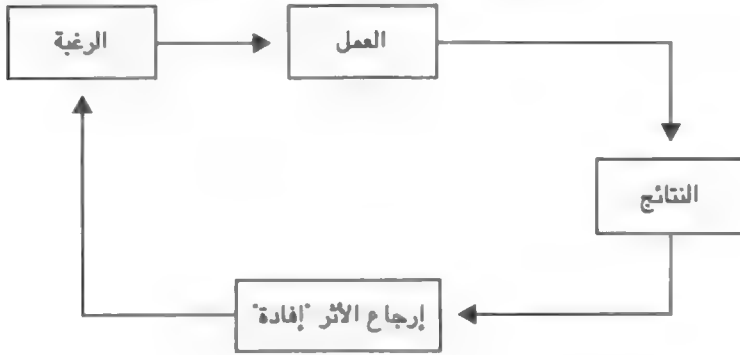 الرغبة
العمل
النتائج
إرجاع الأثر "إفادة"